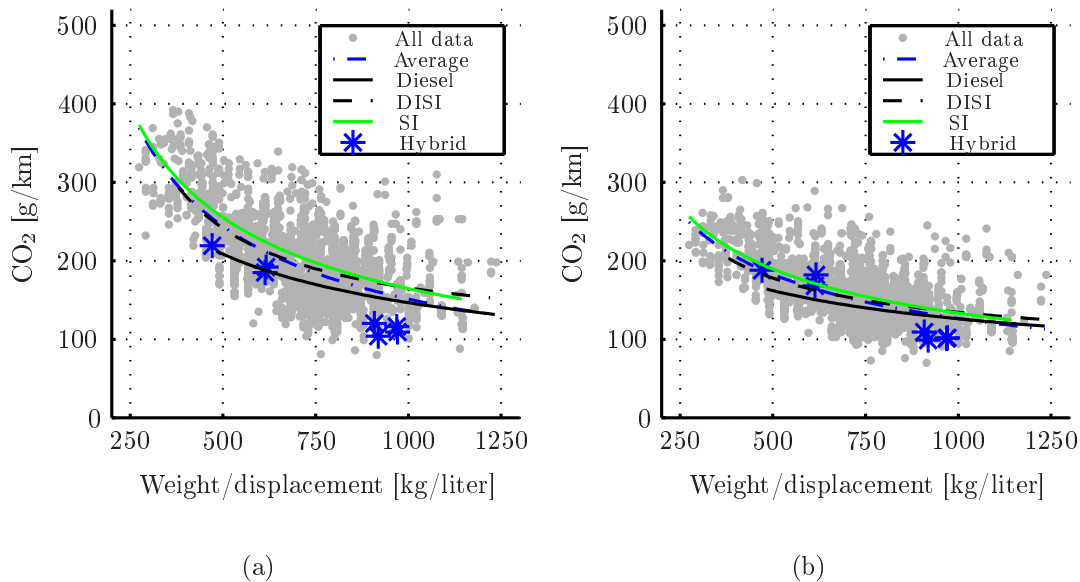 500
400
300
200
100
0
CO2 [g/km]
All data
Average
Diesel
DISI
SI
Hybrid
250 500 750 1000 1250
Weight/displacement [kg/liter]
(a)
500
400
300
200
100
0
CO2 [g/km]
All data
Average
Diesel
DISI
SI
Hybrid
250 500 750 1000 1250
Weight/displacement [kg/liter]
(b)